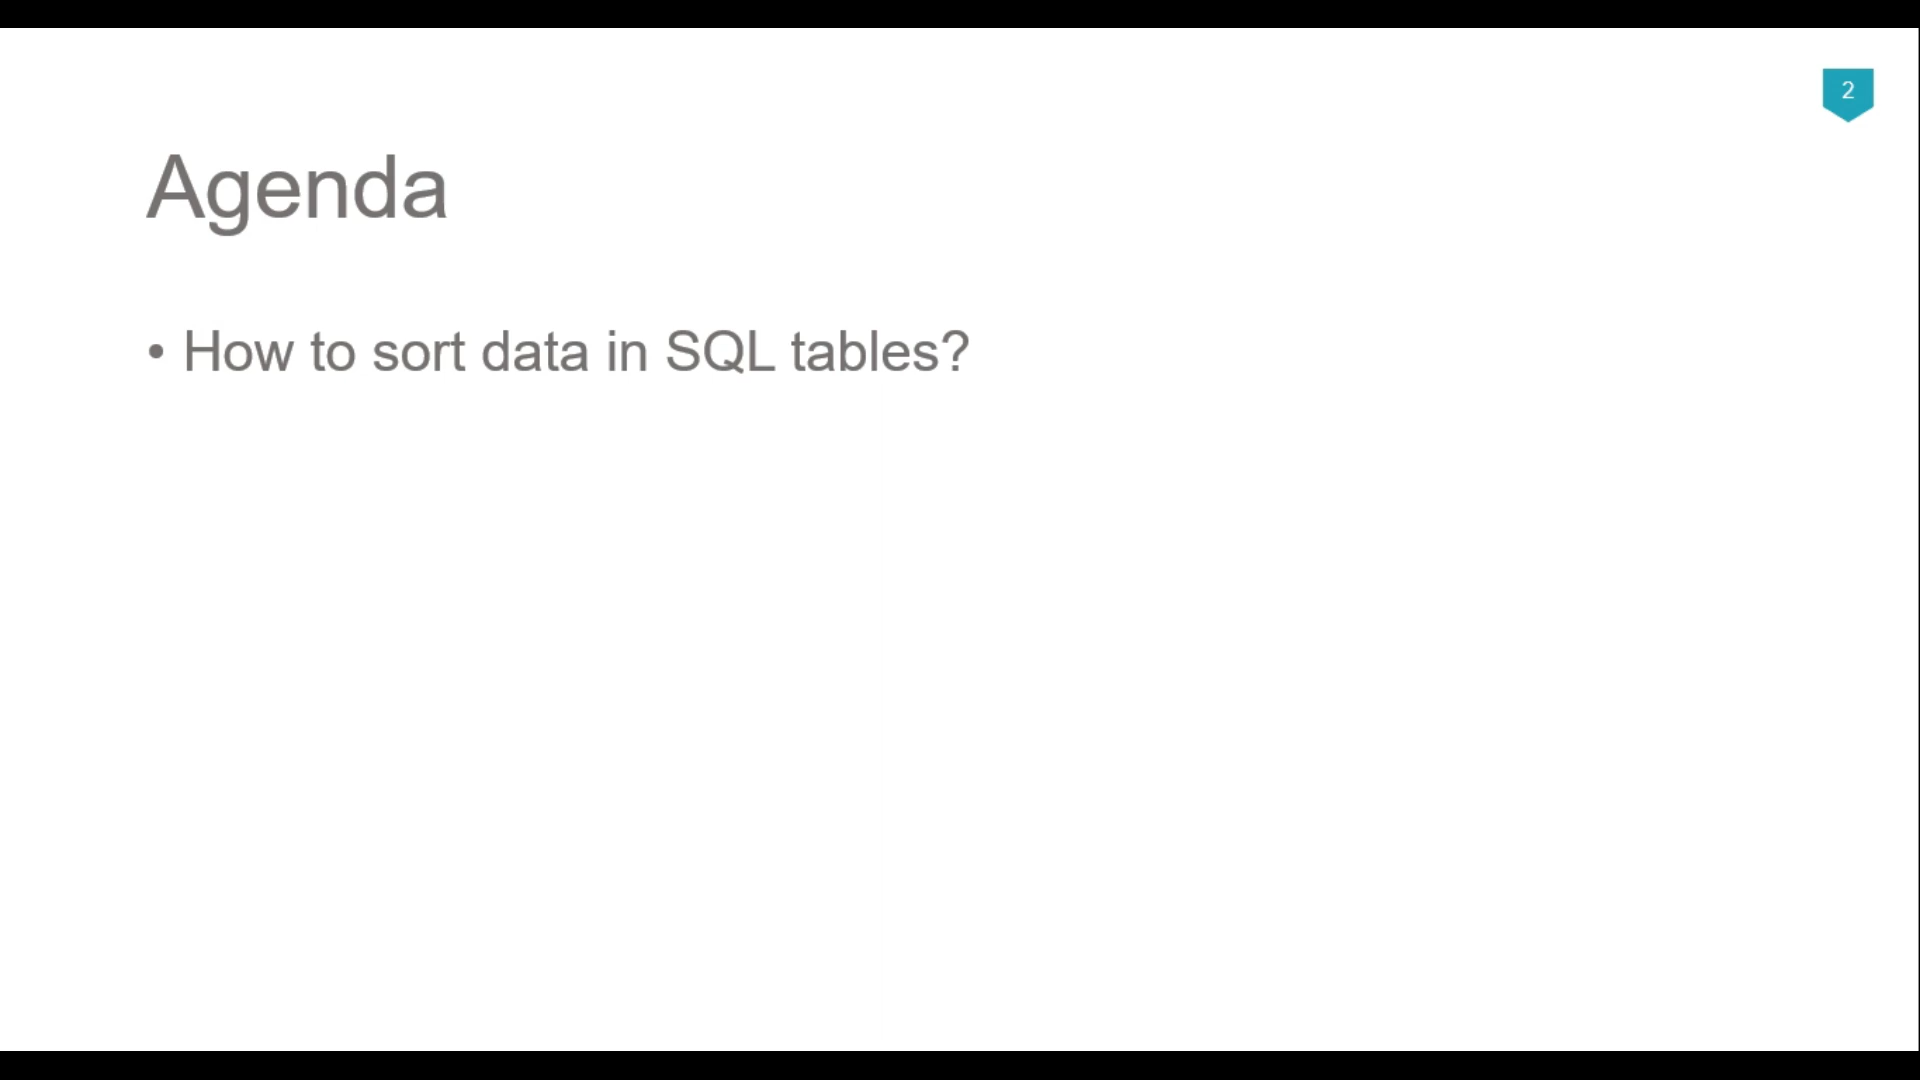 2
Agenda
• How to sort data in SQL tables?